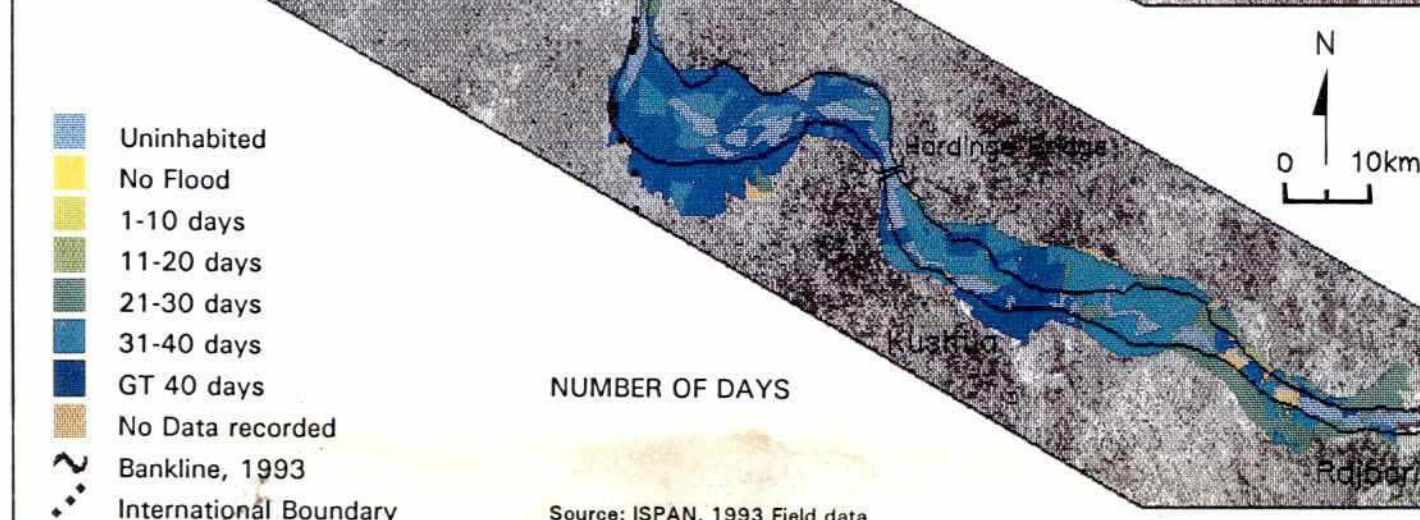 N
0 10km
Hardinge Bridge
Uninhabited
No Flood
1-10 days
11-20 days
21-30 days
31-40 days
GT 40 days
No Data recorded
Bankline, 1993
International Boundary
NUMBER OF DAYS
Source: ISPAN, 1993 Field data